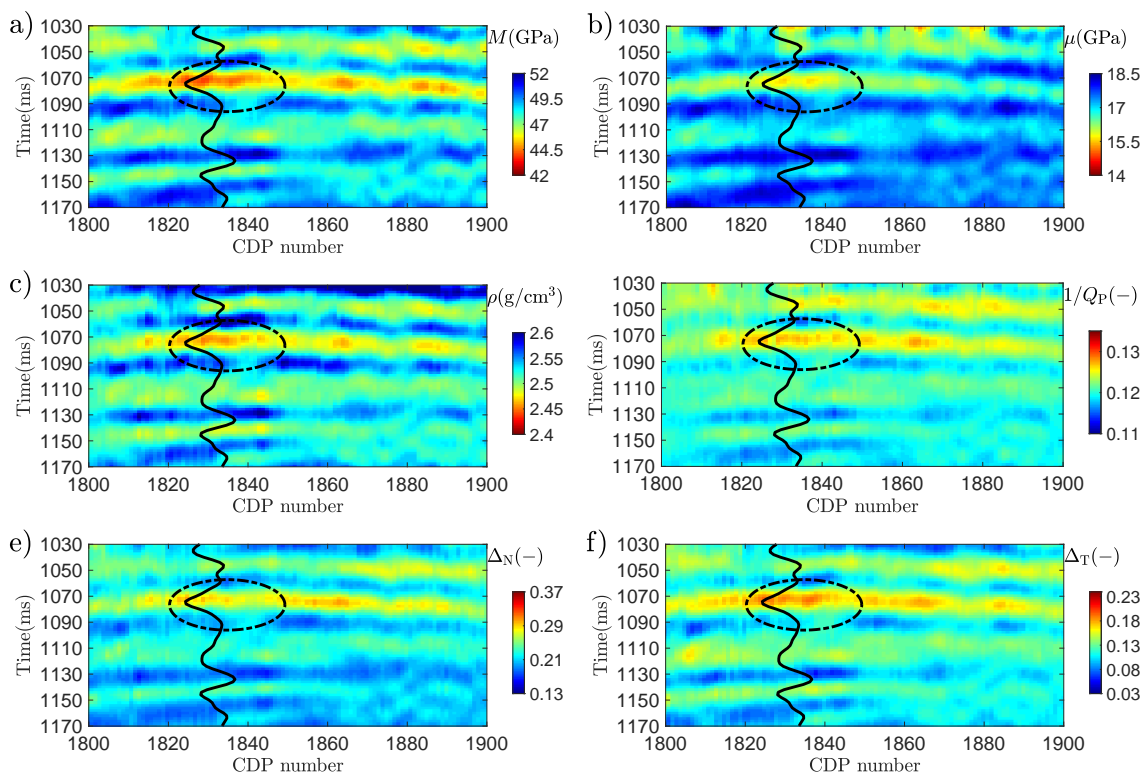 a)
M(GPa)
1030
1050
1070
1090
1110
1130
1150
1170
Time(ms)
1800 1820 1840 1860 1880 1900
CDP number
52
49.5
47
44.5
42
b)
μ(GPa)
1030
1050
1070
1090
1110
1130
1150
1170
Time(ms)
1800 1820 1840 1860 1880 1900
CDP number
18.5
17
15.5
14
c)
ρ(g/cm³)
1030
1050
1070
1090
1110
1130
1150
1170
Time(ms)
1800 1820 1840 1860 1880 1900
CDP number
2.6
2.55
2.5
2.45
2.4
1/Q_P(−)
1030
1050
1070
1090
1110
1130
1150
1170
Time(ms)
1800 1820 1840 1860 1880 1900
CDP number
0.13
0.12
0.11
e)
Δ_N(−)
1030
1050
1070
1090
1110
1130
1150
1170
Time(ms)
1800 1820 1840 1860 1880 1900
CDP number
0.37
0.29
0.21
0.13
f)
Δ_T(−)
1030
1050
1070
1090
1110
1130
1150
1170
Time(ms)
1800 1820 1840 1860 1880 1900
CDP number
0.23
0.18
0.13
0.08
0.03